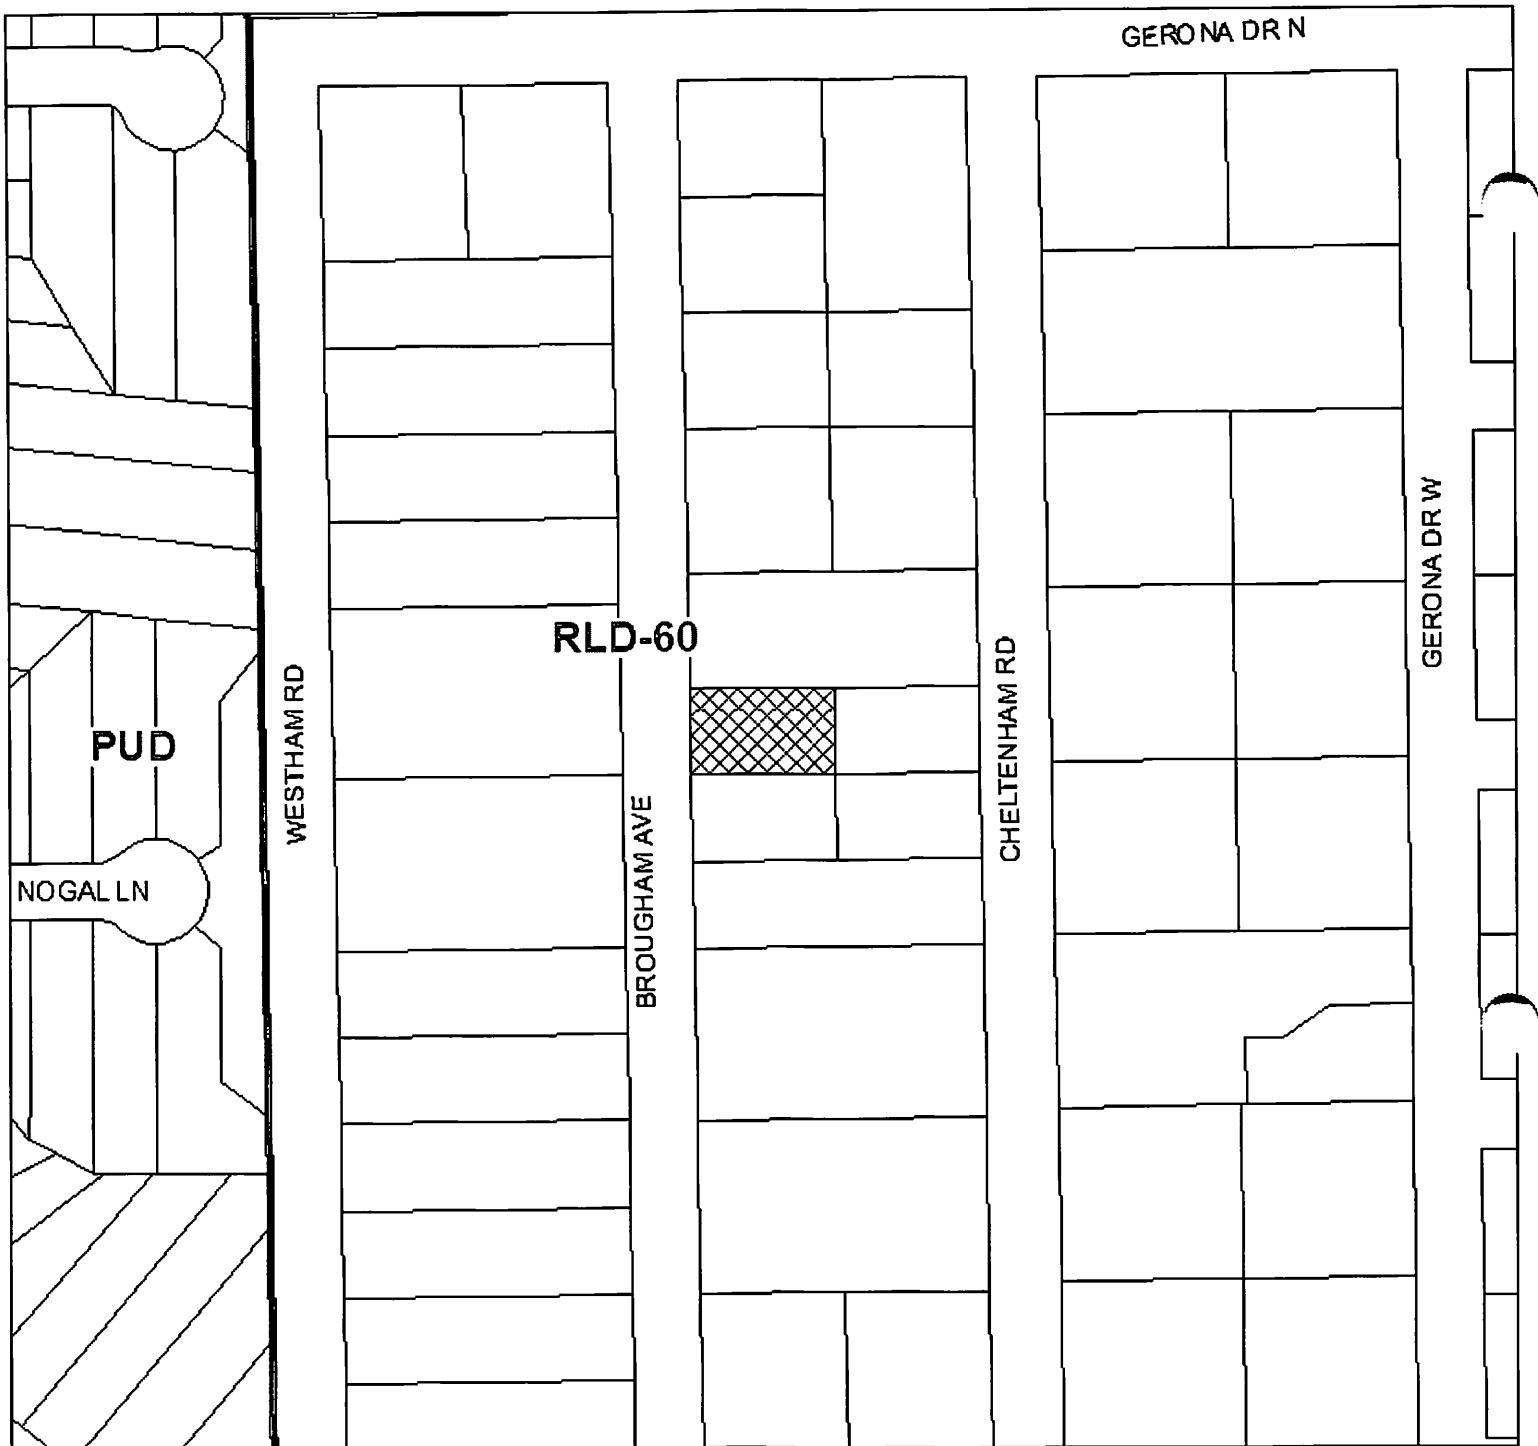 GERONA DR N
GERONA DR W
RLD-60
WESTHAM RD
CHELTENHAM RD
PUD
BROUGHAM AVE
NOGAL LN